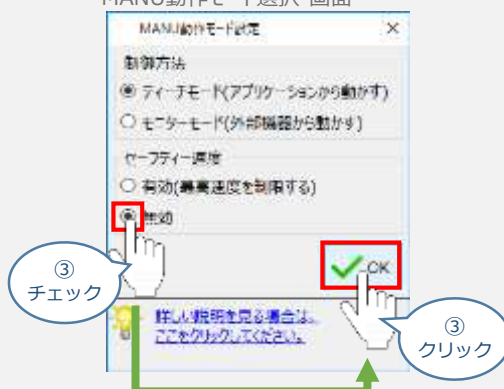 MANU動作モード選択 画面
MANU動作モード設定
制御方法
ティーチモード(アプリケーションから動かす)
モニターモード(外部機器から動かす)
セーフティー速度
有効(最高速度を制限する)
無効
OK
③
チェック
詳しい説明を見る場合は、
ここをクリックしてください。
③
クリック